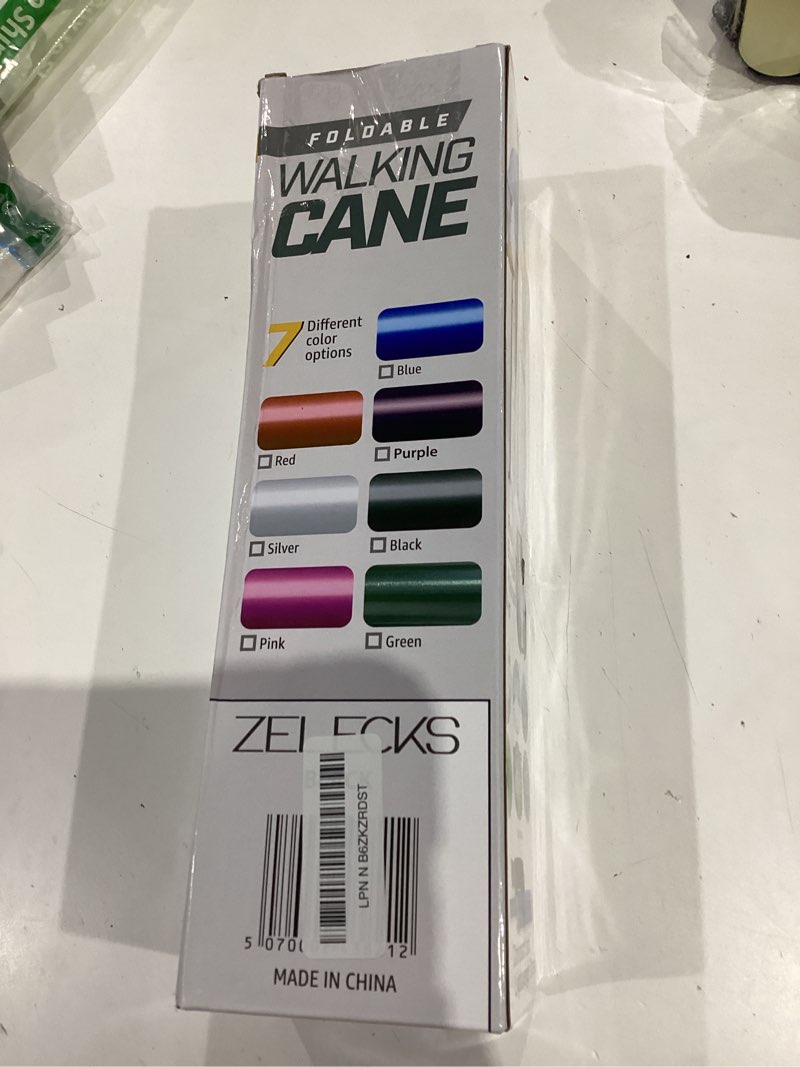 FOLDABLE
WALKING
CANE
7 Different
color
options
Blue
Red
Purple
Silver
Black
Pink
Green
LPN N B6ZKZRDST
12
MADE IN CHINA